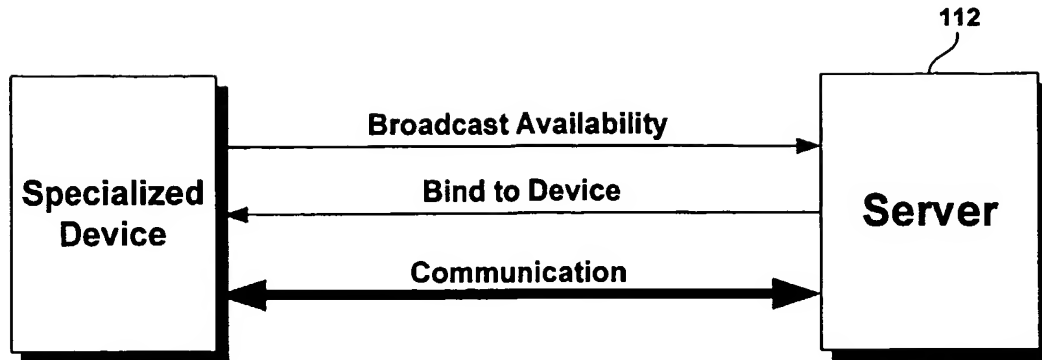 112
Broadcast Availability
Bind to Device
Communication
Specialized
Device
Server